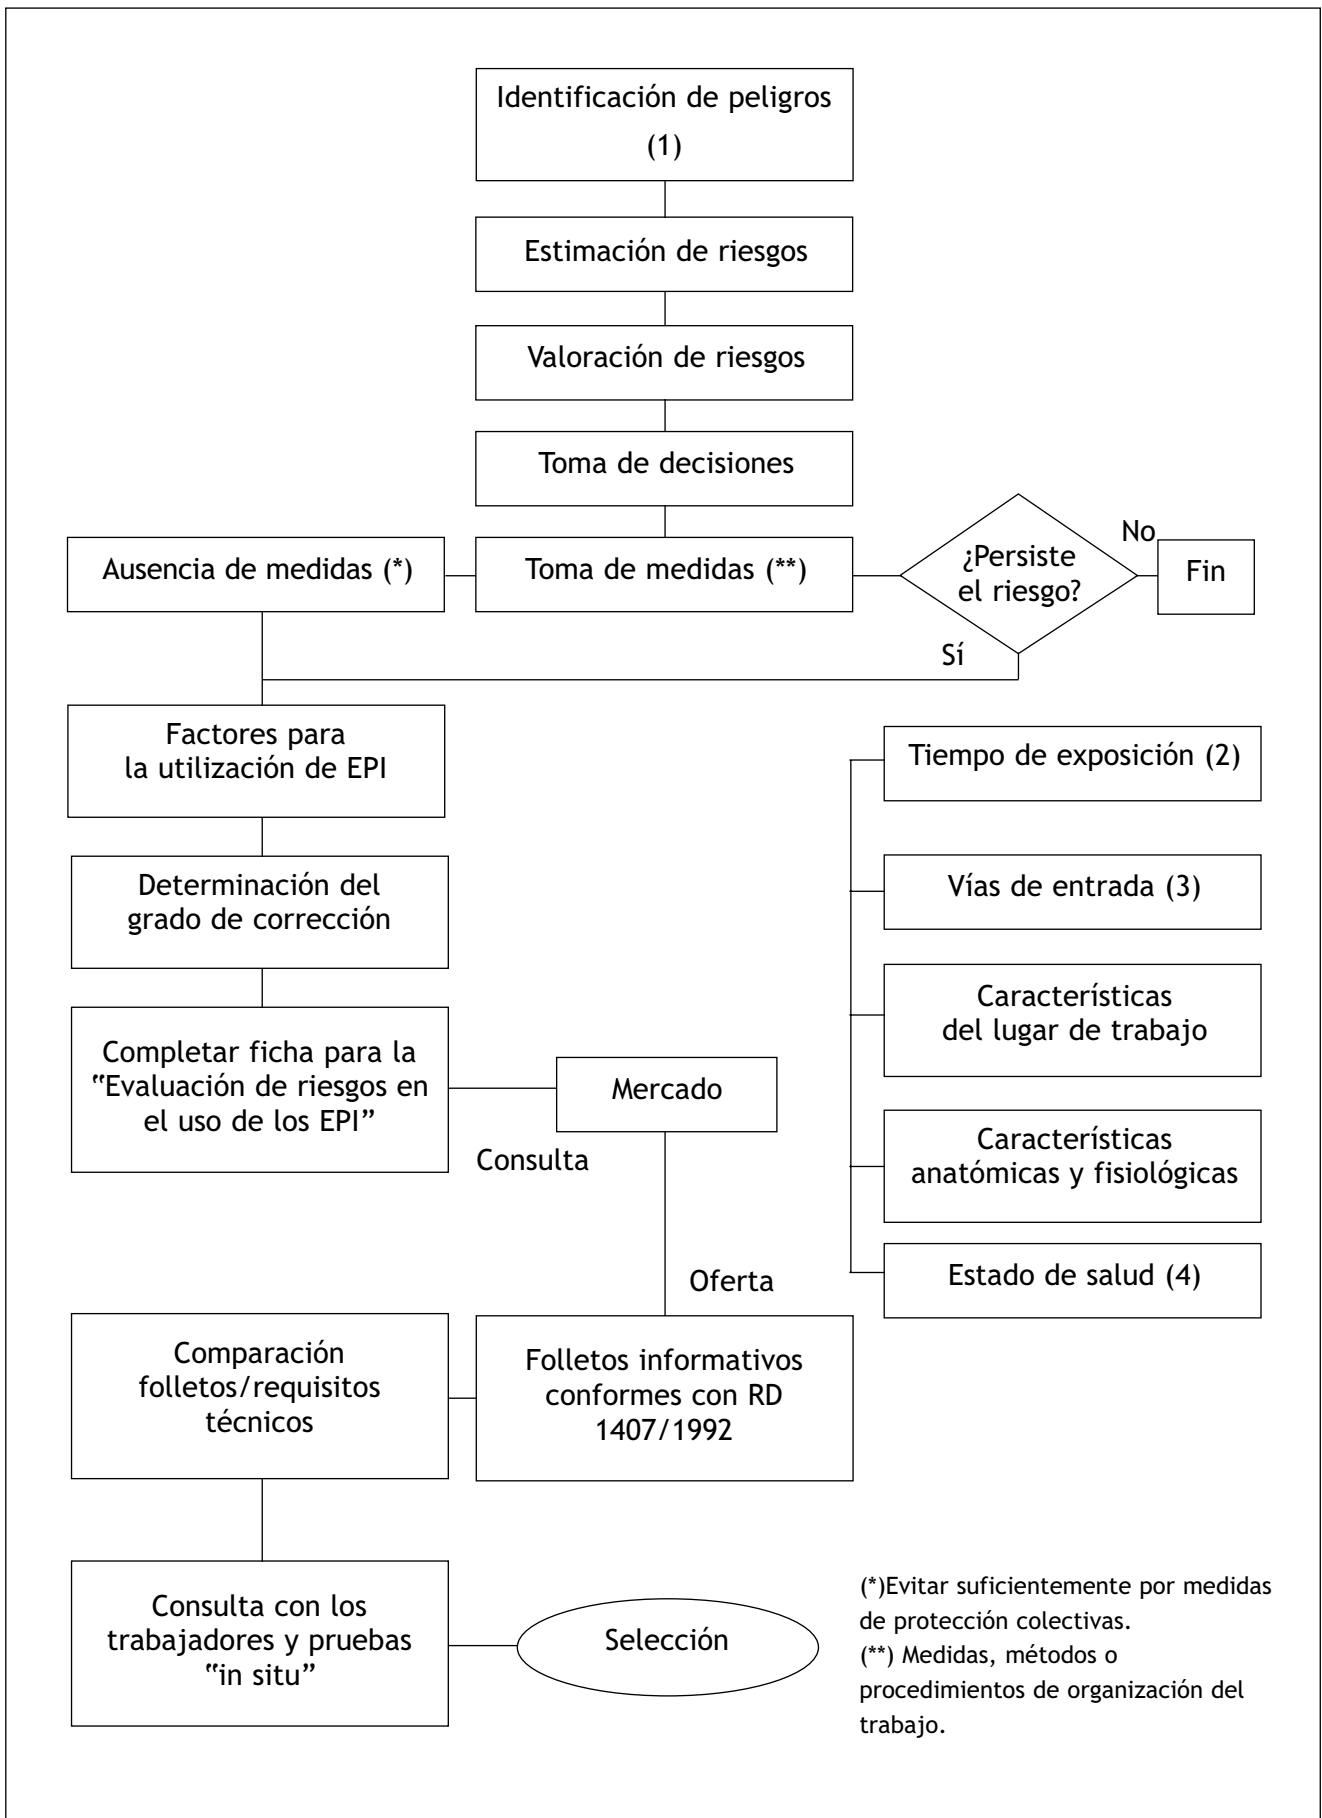 Identificación de peligros
(1)
Estimación de riesgos
Valoración de riesgos
Toma de decisiones
Ausencia de medidas (*)
Toma de medidas (**)
¿Persiste
el riesgo?
No
Fin
Sí
Factores para
la utilización de EPI
Determinación del
grado de corrección
Completar ficha para la
“Evaluación de riesgos en
el uso de los EPI”
Consulta
Mercado
Oferta
Tiempo de exposición (2)
Vías de entrada (3)
Características
del lugar de trabajo
Características
anatómicas y fisiológicas
Estado de salud (4)
Folletos informativos
conformes con RD
1407/1992
Comparación
folletos/requisitos
técnicos
Consulta con los
trabajadores y pruebas
“in situ”
Selección
(*)Evitar suficientemente por medidas
de protección colectivas.
(**) Medidas, métodos o
procedimientos de organización del
trabajo.